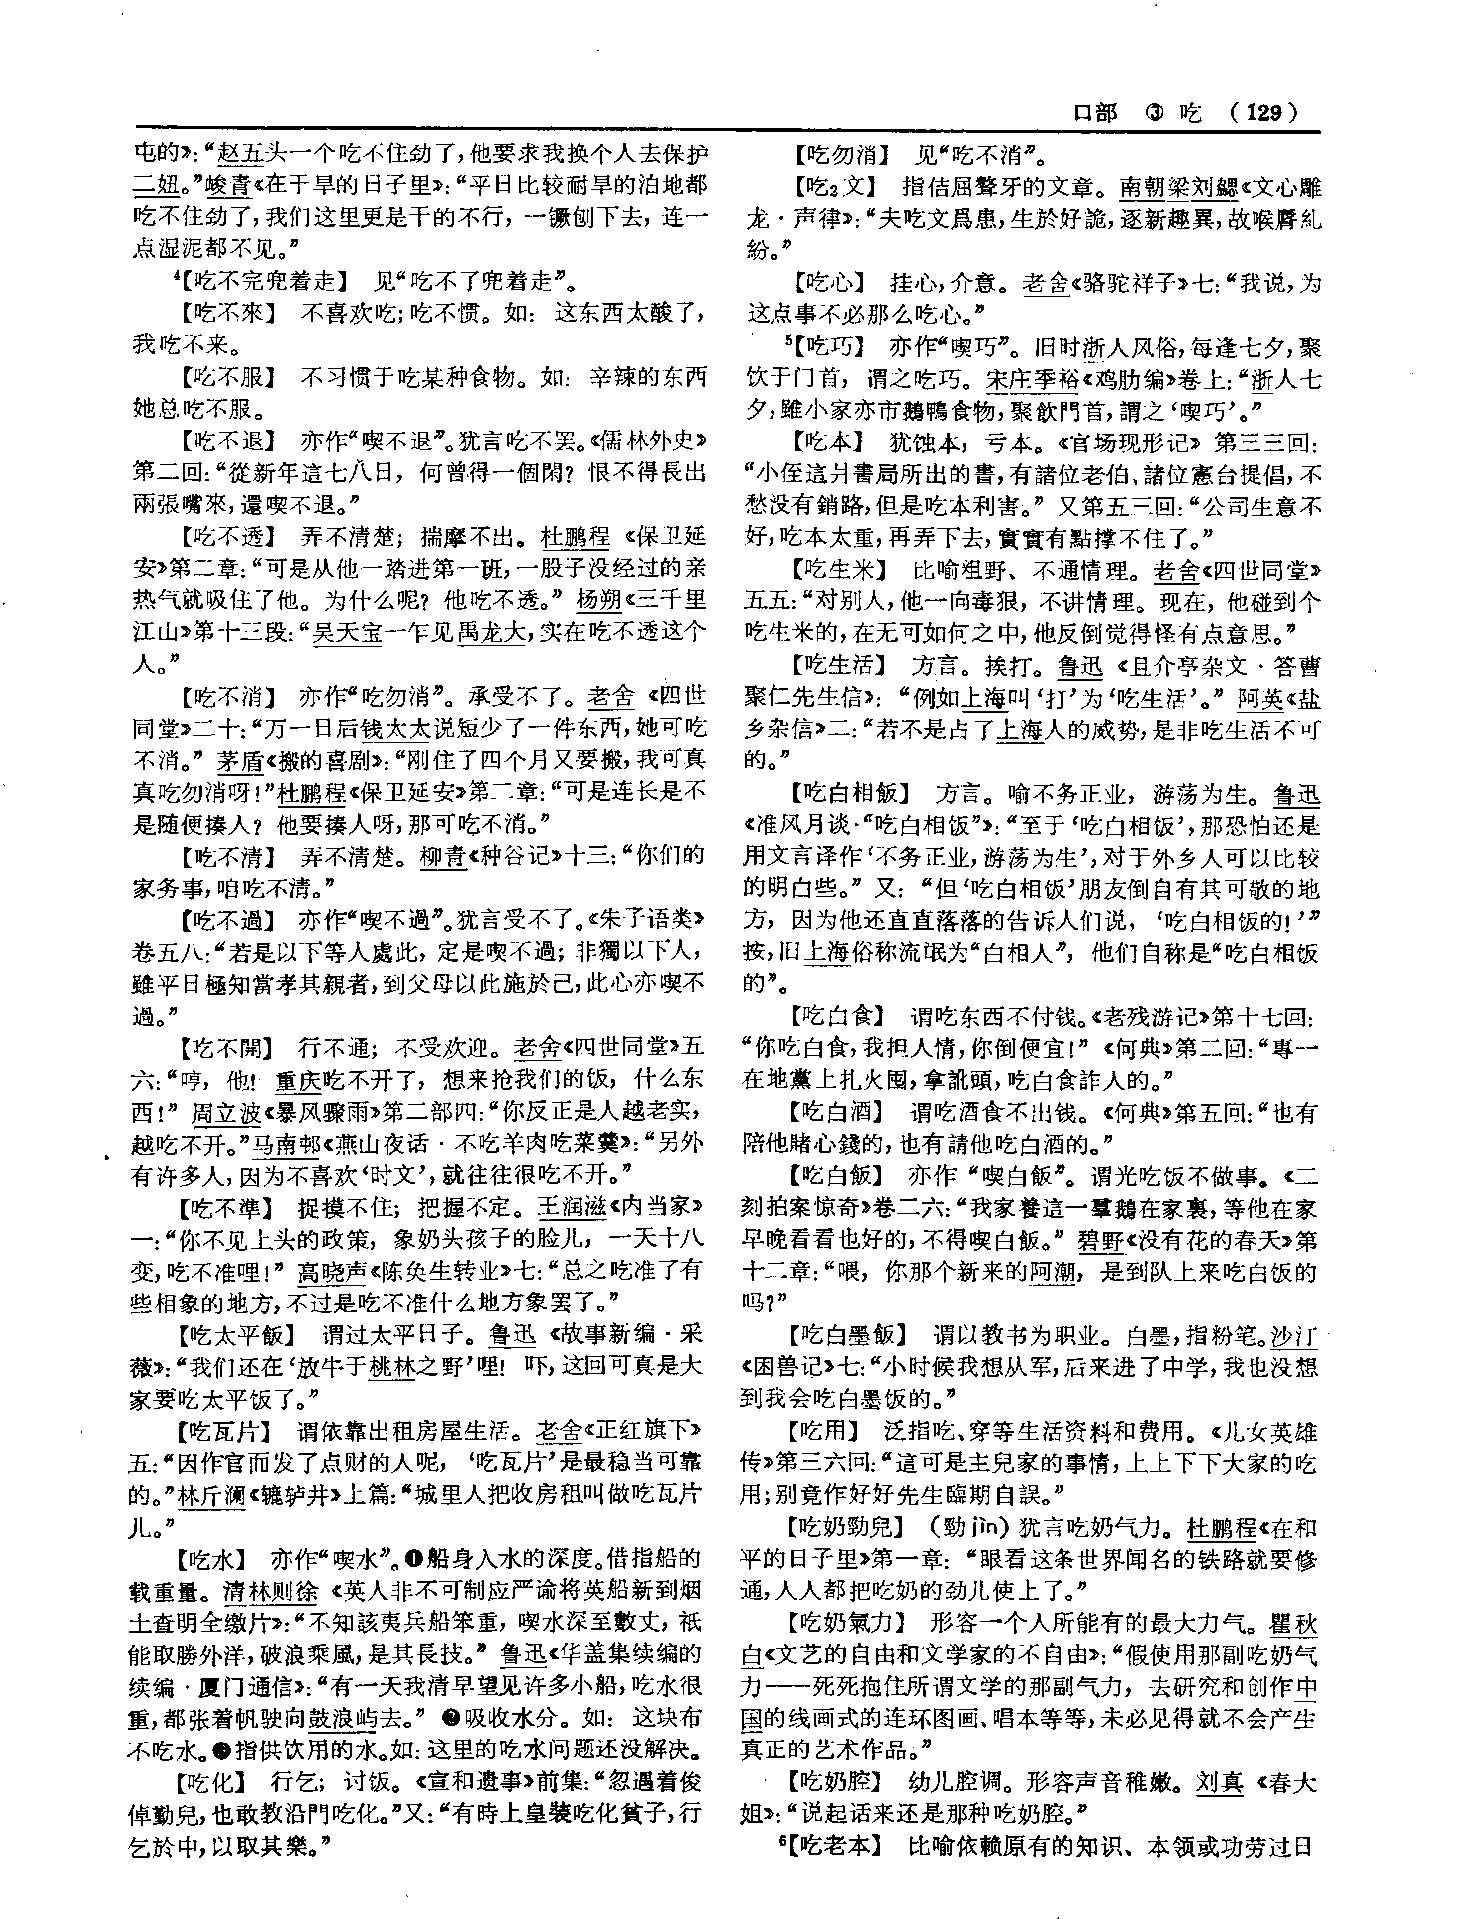 口部 ③ 吃 (129)
屯的》:“赵五头一个吃不住劲了,他要求我换个人去保护
二妞。”峻青《在干旱的日子里》:“平日比较耐旱的泊地都
吃不住劲了,我们这里更是干的不行,一镢刨下去,连一
点湿泥都不见。”
⁴【吃不完兜着走】 见“吃不了兜着走”。
【吃不來】 不喜欢吃;吃不惯。如:这东西太酸了,
我吃不来。
【吃不服】 不习惯于吃某种食物。如:辛辣的东西
她总吃不服。
【吃不退】 亦作“喫不退”。犹言吃不罢。《儒林外史》
第二回:“從新年這七八日,何曾得一個閑?恨不得長出
兩張嘴來,還喫不退。”
【吃不透】 弄不清楚;揣摩不出。杜鹏程《保卫延
安》第二章:“可是从他一踏进第一班,一股子没经过的亲
热气就吸住了他。为什么呢?他吃不透。”杨朔《三千里
江山》第十三段:“吴天宝一乍见禹龙大,实在吃不透这个
人。”
【吃不消】 亦作“吃勿消”。承受不了。老舍《四世
同堂》二十:“万一日后钱太太说短少了一件东西,她可吃
不消。”茅盾《搬的喜剧》:“刚住了四个月又要搬,我可真
真吃勿消呀!”杜鹏程《保卫延安》第二章:“可是连长是不
是随便揍人?他要揍人呀,那可吃不消。”
【吃不清】 弄不清楚。柳青《种谷记》十三:“你们的
家务事,咱吃不清。”
【吃不過】 亦作“喫不過”。犹言受不了。《朱子语类》
卷五八:“若是以下等人處此,定是喫不過;非獨以下人,
雖平日極知當孝其親者,到父母以此施於己,此心亦喫不
過。”
【吃不開】 行不通;不受欢迎。老舍《四世同堂》五
六:“哼,他!重庆吃不开了,想来抢我们的饭,什么东
西!”周立波《暴风骤雨》第二部四:“你反正是人越老实,
越吃不开。”马南邨《燕山夜话·不吃羊肉吃菜羹》:“另外
有许多人,因为不喜欢‘时文’,就往往很吃不开。”
【吃不準】 捉摸不住;把握不定。王润滋《内当家》
一:“你不见上头的政策,象奶头孩子的脸儿,一天十八
变,吃不准哩!”高晓声《陈奂生转业》七:“总之吃准了有
些相象的地方,不过是吃不准什么地方象罢了。”
【吃太平飯】 谓过太平日子。鲁迅《故事新编·采
薇》:“我们还在‘放牛于桃林之野’哩!吓,这回可真是大
家要吃太平饭了。”
【吃瓦片】 谓依靠出租房屋生活。老舍《正红旗下》
五:“因作官而发了点财的人呢,‘吃瓦片’是最稳当可靠
的。”林斤澜《辘轳井》上篇:“城里人把收房租叫做吃瓦片
儿。”
【吃水】 亦作“喫水”。❶船身入水的深度。借指船的
载重量。清林则徐《英人非不可制应严谕将英船新到烟
土查明全缴片》:“不知該夷兵船笨重,喫水深至數丈,祇
能取勝外洋,破浪乘風,是其長技。”鲁迅《华盖集续编的
续编·厦门通信》:“有一天我清早望见许多小船,吃水很
重,都张着帆驶向鼓浪屿去。”❷吸收水分。如:这块布
不吃水。❸指供饮用的水。如:这里的吃水问题还没解决。
【吃化】 行乞;讨饭。《宣和遗事》前集:“忽遇着俊
倬勤兒,也敢教沿門吃化。”又:“有時上皇裝吃化貧子,行
乞於中,以取其樂。”
【吃勿消】 见“吃不消”。
【吃₂文】 指佶屈聱牙的文章。南朝梁刘勰《文心雕
龙·声律》:“夫吃文爲患,生於好詭,逐新趣異,故喉脣糺
紛。”
【吃心】 挂心,介意。老舍《骆驼祥子》七:“我说,为
这点事不必那么吃心。”
⁵【吃巧】 亦作“喫巧”。旧时浙人风俗,每逢七夕,聚
饮于门首,谓之吃巧。宋庄季裕《鸡肋编》卷上:“浙人七
夕,雖小家亦市鵝鴨食物,聚飲門首,謂之‘喫巧’。”
【吃本】 犹蚀本,亏本。《官场现形记》第三三回:
“小侄這爿書局所出的書,有諸位老伯、諸位憲台提倡,不
愁没有銷路,但是吃本利害。”又第五三回:“公司生意不
好,吃本太重,再弄下去,實實有點撑不住了。”
【吃生米】 比喻粗野、不通情理。老舍《四世同堂》
五五:“对别人,他一向毒狠,不讲情理。现在,他碰到个
吃生米的,在无可如何之中,他反倒觉得怪有点意思。”
【吃生活】 方言。挨打。鲁迅《且介亭杂文·答曹
聚仁先生信》:“例如上海叫‘打’为‘吃生活’。”阿英《盐
乡杂信》二:“若不是占了上海人的威势,是非吃生活不可
的。”
【吃白相飯】 方言。喻不务正业,游荡为生。鲁迅
《准风月谈·“吃白相饭”》:“至于‘吃白相饭’,那恐怕还是
用文言译作‘不务正业,游荡为生’,对于外乡人可以比较
的明白些。”又:“但‘吃白相饭’朋友倒自有其可敬的地
方,因为他还直直落落的告诉人们说,‘吃白相饭的!’”
按,旧上海俗称流氓为“白相人”,他们自称是“吃白相饭
的”。
【吃白食】 谓吃东西不付钱。《老残游记》第十七回:
“你吃白食,我担人情,你倒便宜!”《何典》第二回:“專一
在地黨上扎火囤,拿訛頭,吃白食詐人的。”
【吃白酒】 谓吃酒食不出钱。《何典》第五回:“也有
陪他賭心錢的,也有請他吃白酒的。”
【吃白飯】 亦作“喫白飯”。谓光吃饭不做事。《二
刻拍案惊奇》卷二六:“我家養這一羣鵝在家裏,等他在家
早晚看看也好的,不得喫白飯。”碧野《没有花的春天》第
十二章:“喂,你那个新来的阿潮,是到队上来吃白饭的
吗?”
【吃白墨飯】 谓以教书为职业。白墨,指粉笔。沙汀
《困兽记》七:“小时候我想从军,后来进了中学,我也没想
到我会吃白墨饭的。”
【吃用】 泛指吃、穿等生活资料和费用。《儿女英雄
传》第三六回:“這可是主兒家的事情,上上下下大家的吃
用;别竟作好好先生臨期自誤。”
【吃奶勁兒】 (勁 jìn) 犹言吃奶气力。杜鹏程《在和
平的日子里》第一章:“眼看这条世界闻名的铁路就要修
通,人人都把吃奶的劲儿使上了。”
【吃奶氣力】 形容一个人所能有的最大力气。瞿秋
白《文艺的自由和文学家的不自由》:“假使用那副吃奶气
力——死死抱住所谓文学的那副气力,去研究和创作中
国的线画式的连环图画、唱本等等,未必见得就不会产生
真正的艺术作品。”
【吃奶腔】 幼儿腔调。形容声音稚嫩。刘真《春大
姐》:“说起话来还是那种吃奶腔。”
⁶【吃老本】 比喻依赖原有的知识、本领或功劳过日